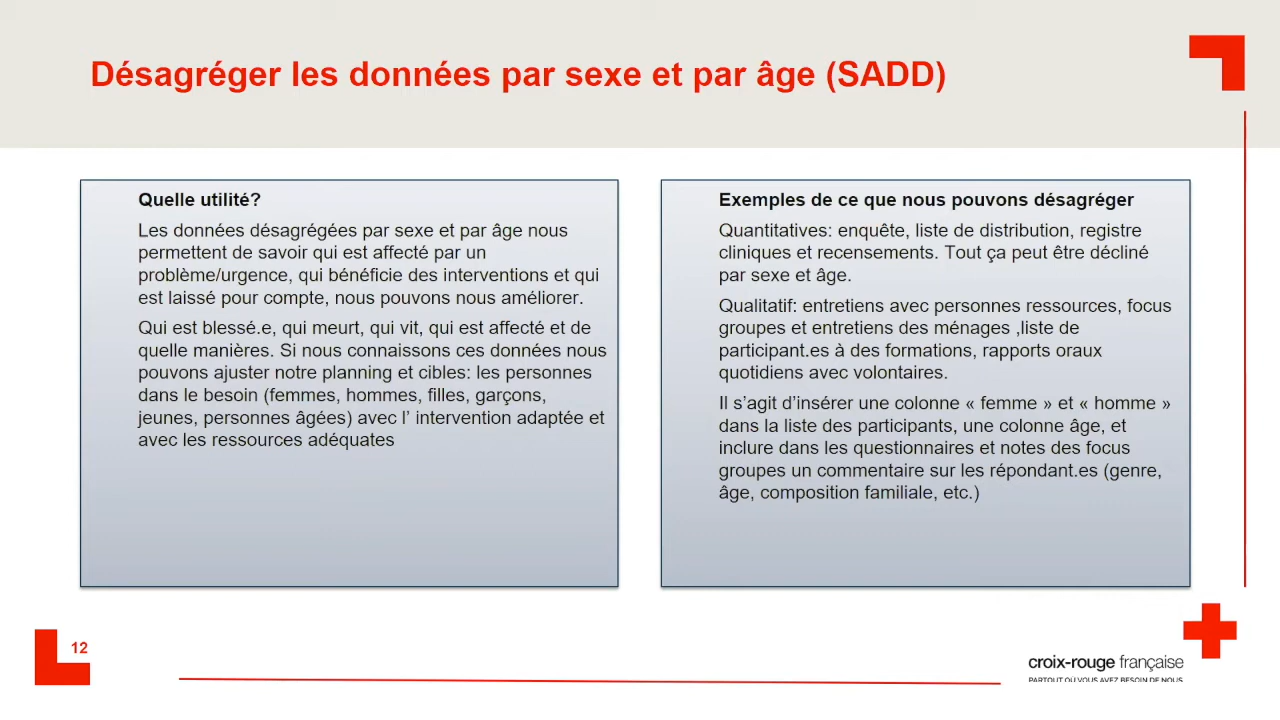 Désagréger les données par sexe et par âge (SADD)
Quelle utilité?
Les données désagrégées par sexe et par âge nous
permettent de savoir qui est affecté par un
problème/urgence, qui bénéficie des interventions et qui
est laissé pour compte, nous pouvons nous améliorer.
Qui est blessé.e, qui meurt, qui vit, qui est affecté et de
quelle manières. Si nous connaissons ces données nous
pouvons ajuster notre planning et cibles: les personnes
dans le besoin (femmes, hommes, filles, garçons,
jeunes, personnes âgées) avec l’ intervention adaptée et
avec les ressources adéquates
Exemples de ce que nous pouvons désagréger
Quantitatives: enquête, liste de distribution, registre
cliniques et recensements. Tout ça peut être décliné
par sexe et âge.
Qualitatif: entretiens avec personnes ressources, focus
groupes et entretiens des ménages ,liste de
participant.es à des formations, rapports oraux
quotidiens avec volontaires.
Il s’agit d’insérer une colonne « femme » et « homme »
dans la liste des participants, une colonne âge, et
inclure dans les questionnaires et notes des focus
groupes un commentaire sur les répondant.es (genre,
âge, composition familiale, etc.)
12
croix-rouge française
PARTOUT OÙ VOUS AVEZ BESOIN DE NOUS